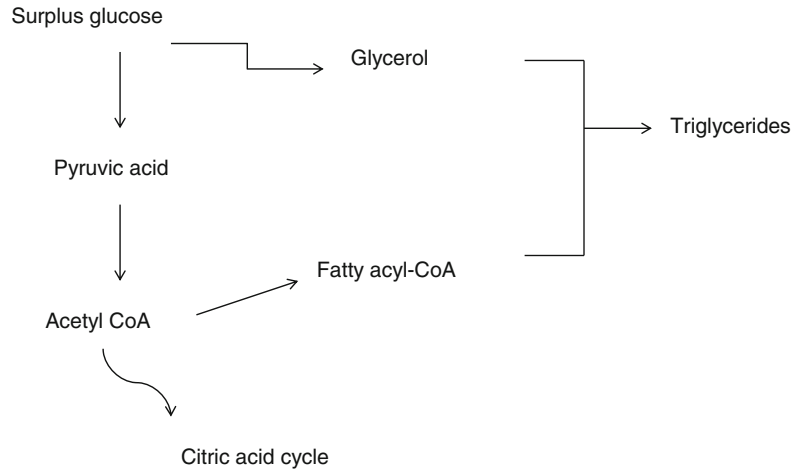 Surplus glucose
Glycerol
Triglycerides
Pyruvic acid
Fatty acyl-CoA
Acetyl CoA
Citric acid cycle